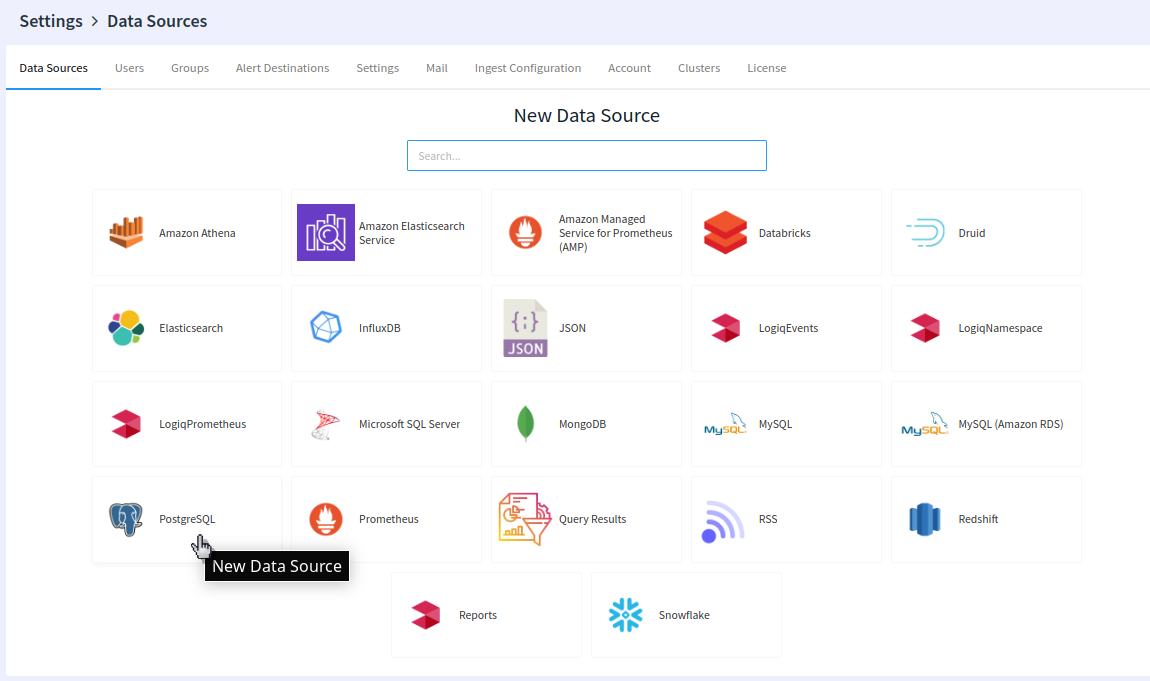 Settings > Data Sources
Data Sources Users Groups Alert Destinations Settings Mail Ingest Configuration Account Clusters License
New Data Source
Search...
Amazon Athena
Amazon Elasticsearch
Service
Amazon Managed
Service for Prometheus
(AMP)
Databricks
Druid
Elasticsearch
InfluxDB
{:}
JSON
JSON
LogiqEvents
LogiqNamespace
LogiqPrometheus
Microsoft SQL Server
MongoDB
MySQL
MySQL
MySQL
MySQL (Amazon RDS)
PostgreSQL
Prometheus
Query Results
RSS
Redshift
New Data Source
Reports
Snowflake